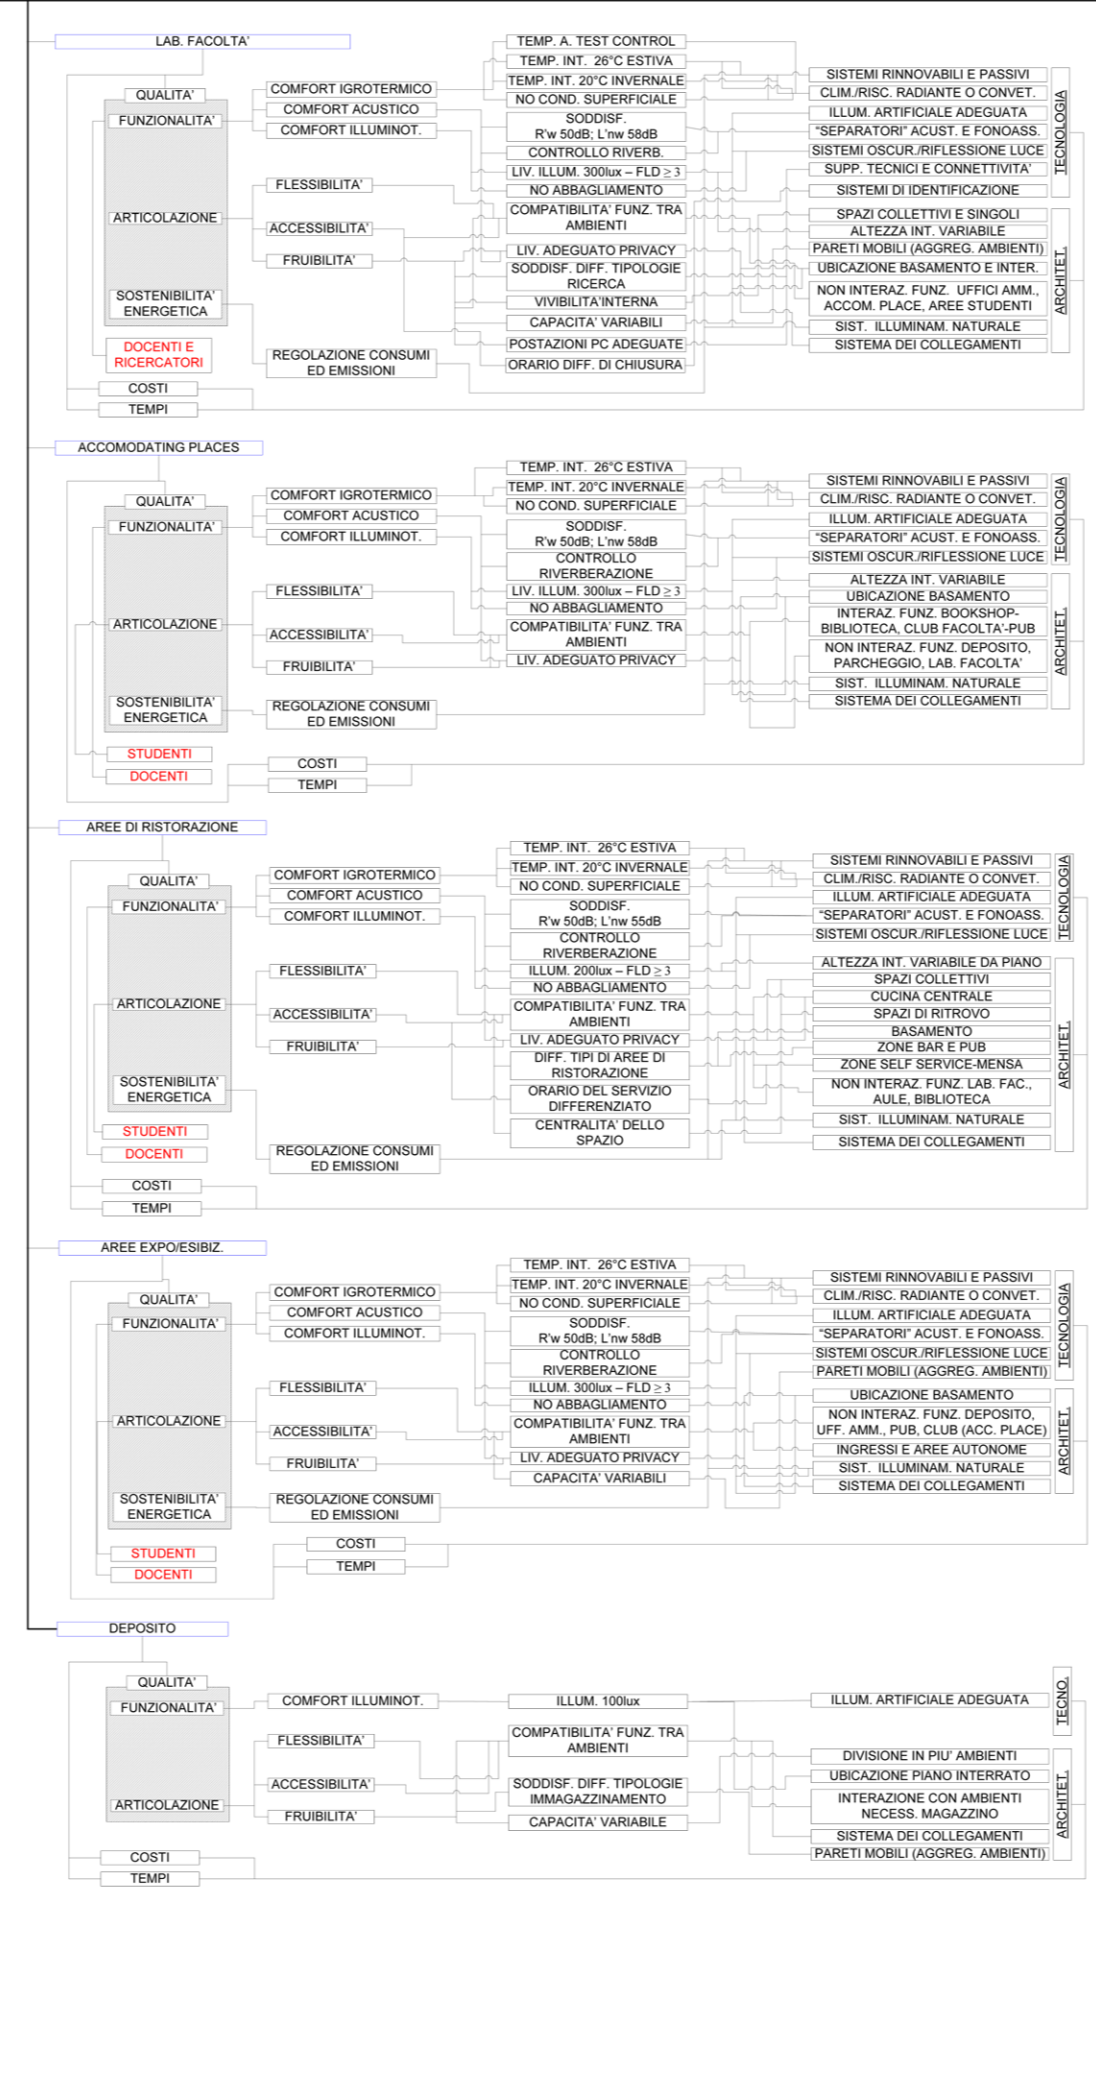 LAB. FACOLTA'
QUALITA'
FUNZIONALITA'
ARTICOLAZIONE
SOSTENIBILITA'
ENERGETICA
DOCENTI E
RICERCATORI
COSTI
TEMPI
COMFORT IGROTERMICO
COMFORT ACUSTICO
COMFORT ILLUMINOT.
FLESSIBILITA'
ACCESSIBILITA'
FRUIBILITA'
REGOLAZIONE CONSUMI
ED EMISSIONI
TEMP. A. TEST CONTROL
TEMP. INT. 26°C ESTIVA
TEMP. INT. 20°C INVERNALE
NO COND. SUPERFICIALE
SODDISF.
R'w 50dB; L'nw 58dB
CONTROLLO RIVERB.
LIV. ILLUM. 300lux – FLD ≥ 3
NO ABBAGLIAMENTO
COMPATIBILITA' FUNZ. TRA
AMBIENTI
LIV. ADEGUATO PRIVACY
SODDISF. DIFF. TIPOLOGIE
RICERCA
VIVIBILITA'INTERNA
CAPACITA' VARIABILI
POSTAZIONI PC ADEGUATE
ORARIO DIFF. DI CHIUSURA
SISTEMI RINNOVABILI E PASSIVI
CLIM./RISC. RADIANTE O CONVET.
ILLUM. ARTIFICIALE ADEGUATA
"SEPARATORI" ACUST. E FONOASS.
SISTEMI OSCUR./RIFLESSIONE LUCE
SUPP. TECNICI E CONNETTIVITA'
SISTEMI DI IDENTIFICAZIONE
SPAZI COLLETTIVI E SINGOLI
ALTEZZA INT. VARIABILE
PARETI MOBILI (AGGREG. AMBIENTI)
UBICAZIONE BASAMENTO E INTER.
NON INTERAZ. FUNZ. UFFICI AMM.,
ACCOM. PLACE, AREE STUDENTI
SIST. ILLUMINAM. NATURALE
SISTEMA DEI COLLEGAMENTI
TECNOLOGIA
ARCHITET.
ACCOMODATING PLACES
QUALITA'
FUNZIONALITA'
ARTICOLAZIONE
SOSTENIBILITA'
ENERGETICA
STUDENTI
DOCENTI
COMFORT IGROTERMICO
COMFORT ACUSTICO
COMFORT ILLUMINOT.
FLESSIBILITA'
ACCESSIBILITA'
FRUIBILITA'
REGOLAZIONE CONSUMI
ED EMISSIONI
COSTI
TEMPI
TEMP. INT. 26°C ESTIVA
TEMP. INT. 20°C INVERNALE
NO COND. SUPERFICIALE
SODDISF.
R'w 50dB; L'nw 58dB
CONTROLLO
RIVERBERAZIONE
LIV. ILLUM. 300lux – FLD ≥ 3
NO ABBAGLIAMENTO
COMPATIBILITA' FUNZ. TRA
AMBIENTI
LIV. ADEGUATO PRIVACY
SISTEMI RINNOVABILI E PASSIVI
CLIM./RISC. RADIANTE O CONVET.
ILLUM. ARTIFICIALE ADEGUATA
"SEPARATORI" ACUST. E FONOASS.
SISTEMI OSCUR./RIFLESSIONE LUCE
ALTEZZA INT. VARIABILE
UBICAZIONE BASAMENTO
INTERAZ. FUNZ. BOOKSHOP-
BIBLIOTECA, CLUB FACOLTA'-PUB
NON INTERAZ. FUNZ. DEPOSITO,
PARCHEGGIO, LAB. FACOLTA'
SIST. ILLUMINAM. NATURALE
SISTEMA DEI COLLEGAMENTI
TECNOLOGIA
ARCHITET.
AREE DI RISTORAZIONE
QUALITA'
FUNZIONALITA'
ARTICOLAZIONE
SOSTENIBILITA'
ENERGETICA
STUDENTI
DOCENTI
COSTI
TEMPI
COMFORT IGROTERMICO
COMFORT ACUSTICO
COMFORT ILLUMINOT.
FLESSIBILITA'
ACCESSIBILITA'
FRUIBILITA'
REGOLAZIONE CONSUMI
ED EMISSIONI
TEMP. INT. 26°C ESTIVA
TEMP. INT. 20°C INVERNALE
NO COND. SUPERFICIALE
SODDISF.
R'w 50dB; L'nw 55dB
CONTROLLO
RIVERBERAZIONE
ILLUM. 200lux – FLD ≥ 3
NO ABBAGLIAMENTO
COMPATIBILITA' FUNZ. TRA
AMBIENTI
LIV. ADEGUATO PRIVACY
DIFF. TIPI DI AREE DI
RISTORAZIONE
ORARIO DEL SERVIZIO
DIFFERENZIATO
CENTRALITA' DELLO
SPAZIO
SISTEMI RINNOVABILI E PASSIVI
CLIM./RISC. RADIANTE O CONVET.
ILLUM. ARTIFICIALE ADEGUATA
"SEPARATORI" ACUST. E FONOASS.
SISTEMI OSCUR./RIFLESSIONE LUCE
ALTEZZA INT. VARIABILE DA PIANO
SPAZI COLLETTIVI
CUCINA CENTRALE
SPAZI DI RITROVO
BASAMENTO
ZONE BAR E PUB
ZONE SELF SERVICE-MENSA
NON INTERAZ. FUNZ. LAB. FAC.,
AULE, BIBLIOTECA
SIST. ILLUMINAM. NATURALE
SISTEMA DEI COLLEGAMENTI
TECNOLOGIA
ARCHITET.
AREE EXPO/ESIBIZ.
QUALITA'
FUNZIONALITA'
ARTICOLAZIONE
SOSTENIBILITA'
ENERGETICA
STUDENTI
DOCENTI
COMFORT IGROTERMICO
COMFORT ACUSTICO
COMFORT ILLUMINOT.
FLESSIBILITA'
ACCESSIBILITA'
FRUIBILITA'
REGOLAZIONE CONSUMI
ED EMISSIONI
COSTI
TEMPI
TEMP. INT. 26°C ESTIVA
TEMP. INT. 20°C INVERNALE
NO COND. SUPERFICIALE
SODDISF.
R'w 50dB; L'nw 58dB
CONTROLLO
RIVERBERAZIONE
ILLUM. 300lux – FLD ≥ 3
NO ABBAGLIAMENTO
COMPATIBILITA' FUNZ. TRA
AMBIENTI
LIV. ADEGUATO PRIVACY
CAPACITA' VARIABILI
SISTEMI RINNOVABILI E PASSIVI
CLIM./RISC. RADIANTE O CONVET.
ILLUM. ARTIFICIALE ADEGUATA
"SEPARATORI" ACUST. E FONOASS.
SISTEMI OSCUR./RIFLESSIONE LUCE
PARETI MOBILI (AGGREG. AMBIENTI)
UBICAZIONE BASAMENTO
NON INTERAZ. FUNZ. DEPOSITO,
UFF. AMM., PUB, CLUB (ACC. PLACE)
INGRESSI E AREE AUTONOME
SIST. ILLUMINAM. NATURALE
SISTEMA DEI COLLEGAMENTI
TECNOLOGIA
ARCHITET.
DEPOSITO
QUALITA'
FUNZIONALITA'
ARTICOLAZIONE
COSTI
TEMPI
COMFORT ILLUMINOT.
FLESSIBILITA'
ACCESSIBILITA'
FRUIBILITA'
ILLUM. 100lux
COMPATIBILITA' FUNZ. TRA
AMBIENTI
SODDISF. DIFF. TIPOLOGIE
IMMAGAZZINAMENTO
CAPACITA' VARIABILE
ILLUM. ARTIFICIALE ADEGUATA
DIVISIONE IN PIU' AMBIENTI
UBICAZIONE PIANO INTERRATO
INTERAZIONE CON AMBIENTI
NECESS. MAGAZZINO
SISTEMA DEI COLLEGAMENTI
PARETI MOBILI (AGGREG. AMBIENTI)
TECNO.
ARCHITET.